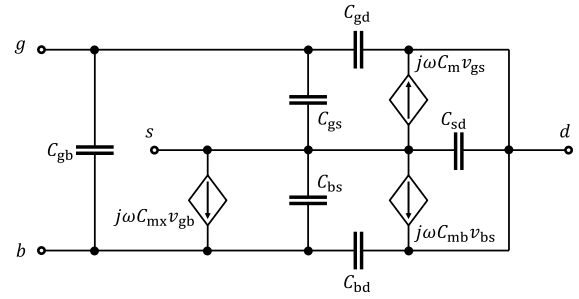 C_gd
g
jωC_m v_gs
C_gs
C_sd
s
d
C_gb
C_bs
jωC_mx v_gb
jωC_mb v_bs
b
C_bd